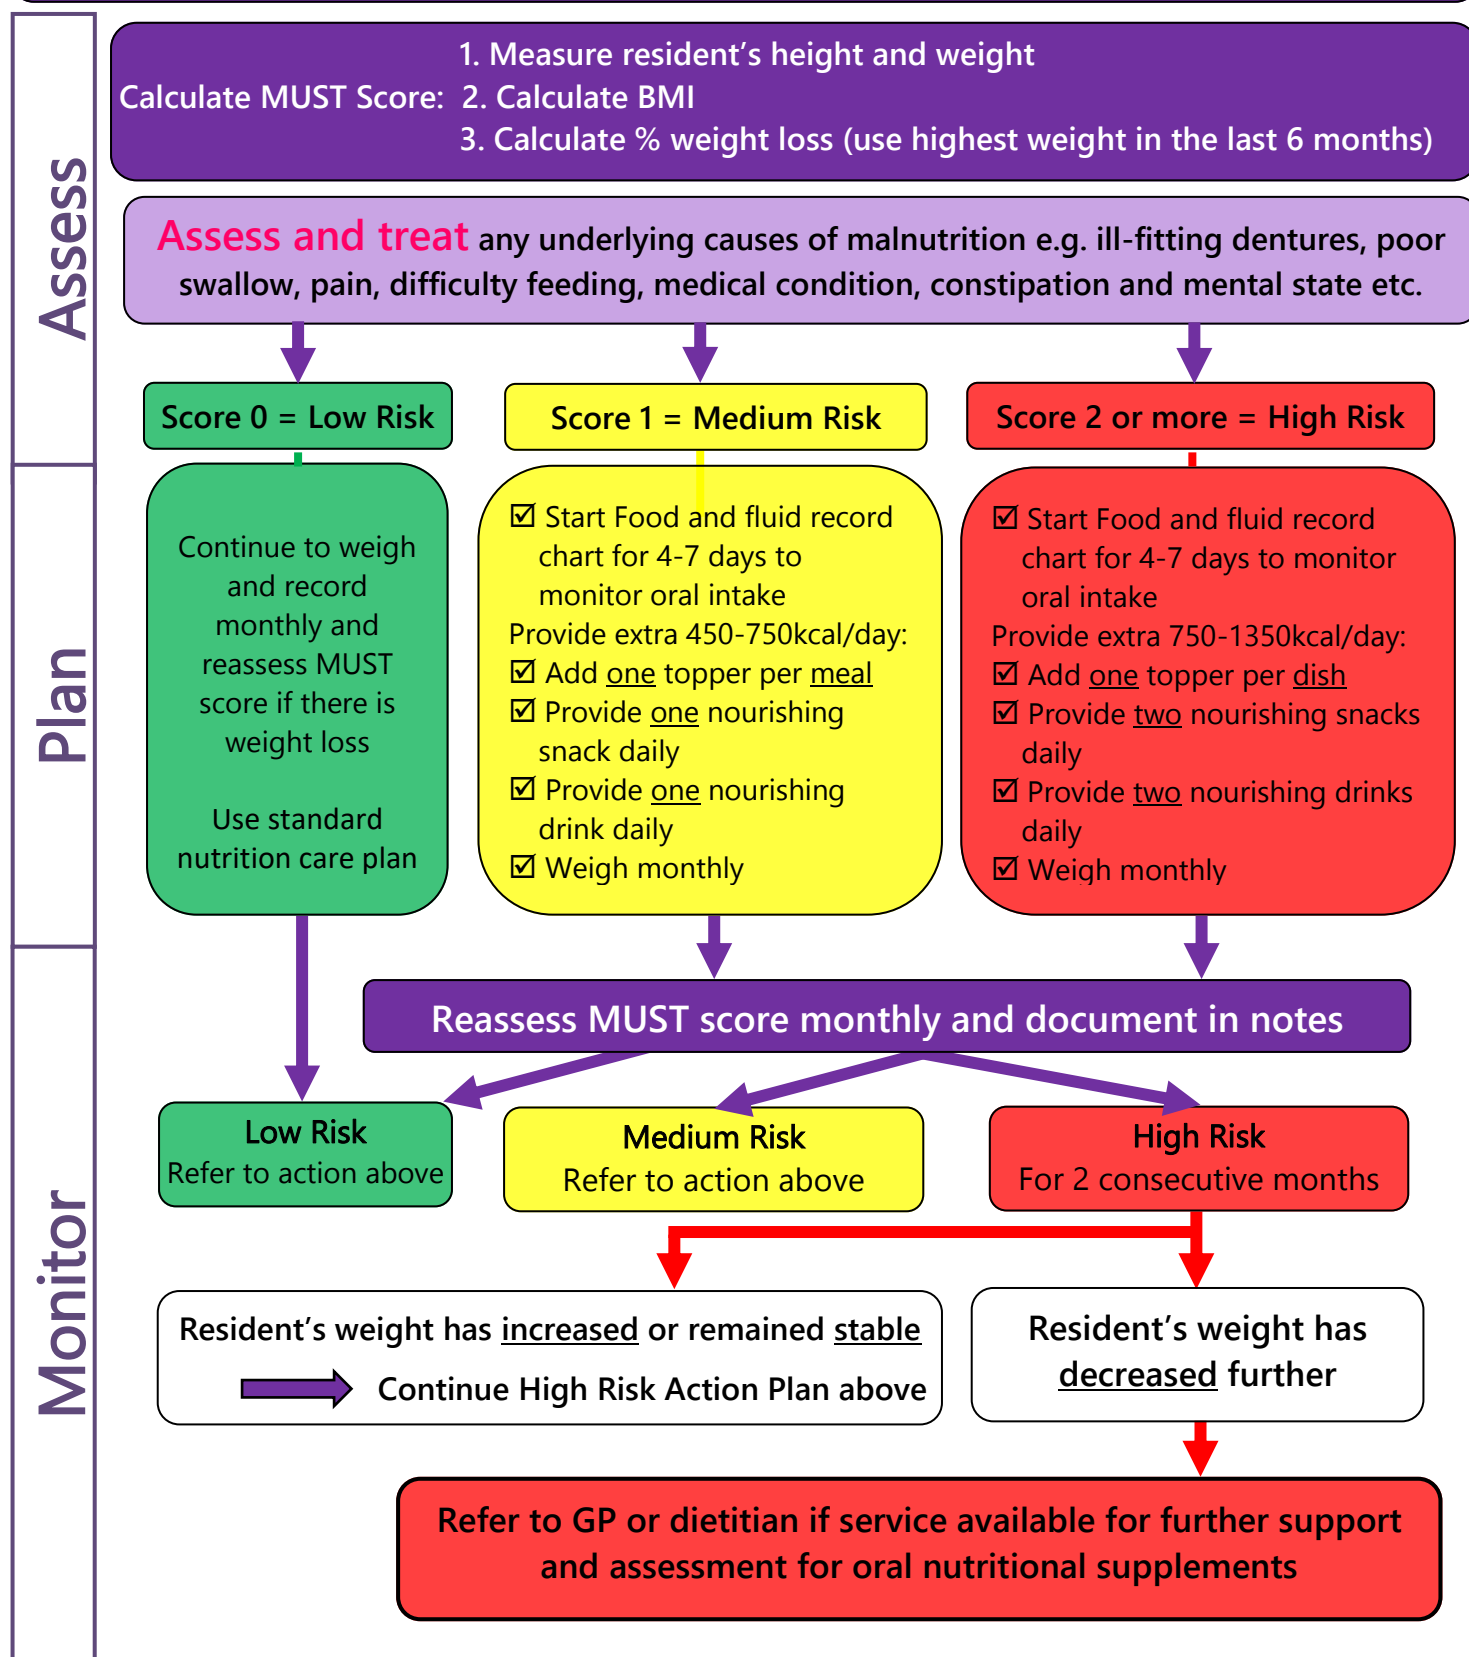 Assess
1. Measure resident’s height and weight
Calculate MUST Score: 2. Calculate BMI
3. Calculate % weight loss (use highest weight in the last 6 months)
Assess and treat any underlying causes of malnutrition e.g. ill-fitting dentures, poor
swallow, pain, difficulty feeding, medical condition, constipation and mental state etc.
Score 0 = Low Risk
Score 1 = Medium Risk
Score 2 or more = High Risk
Plan
Continue to weigh
and record
monthly and
reassess MUST
score if there is
weight loss
Use standard
nutrition care plan
☑ Start Food and fluid record
chart for 4-7 days to
monitor oral intake
Provide extra 450-750kcal/day:
☑ Add one topper per meal
☑ Provide one nourishing
snack daily
☑ Provide one nourishing
drink daily
☑ Weigh monthly
☑ Start Food and fluid record
chart for 4-7 days to monitor
oral intake
Provide extra 750-1350kcal/day:
☑ Add one topper per dish
☑ Provide two nourishing snacks
daily
☑ Provide two nourishing drinks
daily
☑ Weigh monthly
Monitor
Reassess MUST score monthly and document in notes
Low Risk
Refer to action above
Medium Risk
Refer to action above
High Risk
For 2 consecutive months
Resident’s weight has increased or remained stable
Continue High Risk Action Plan above
Resident’s weight has
decreased further
Refer to GP or dietitian if service available for further support
and assessment for oral nutritional supplements